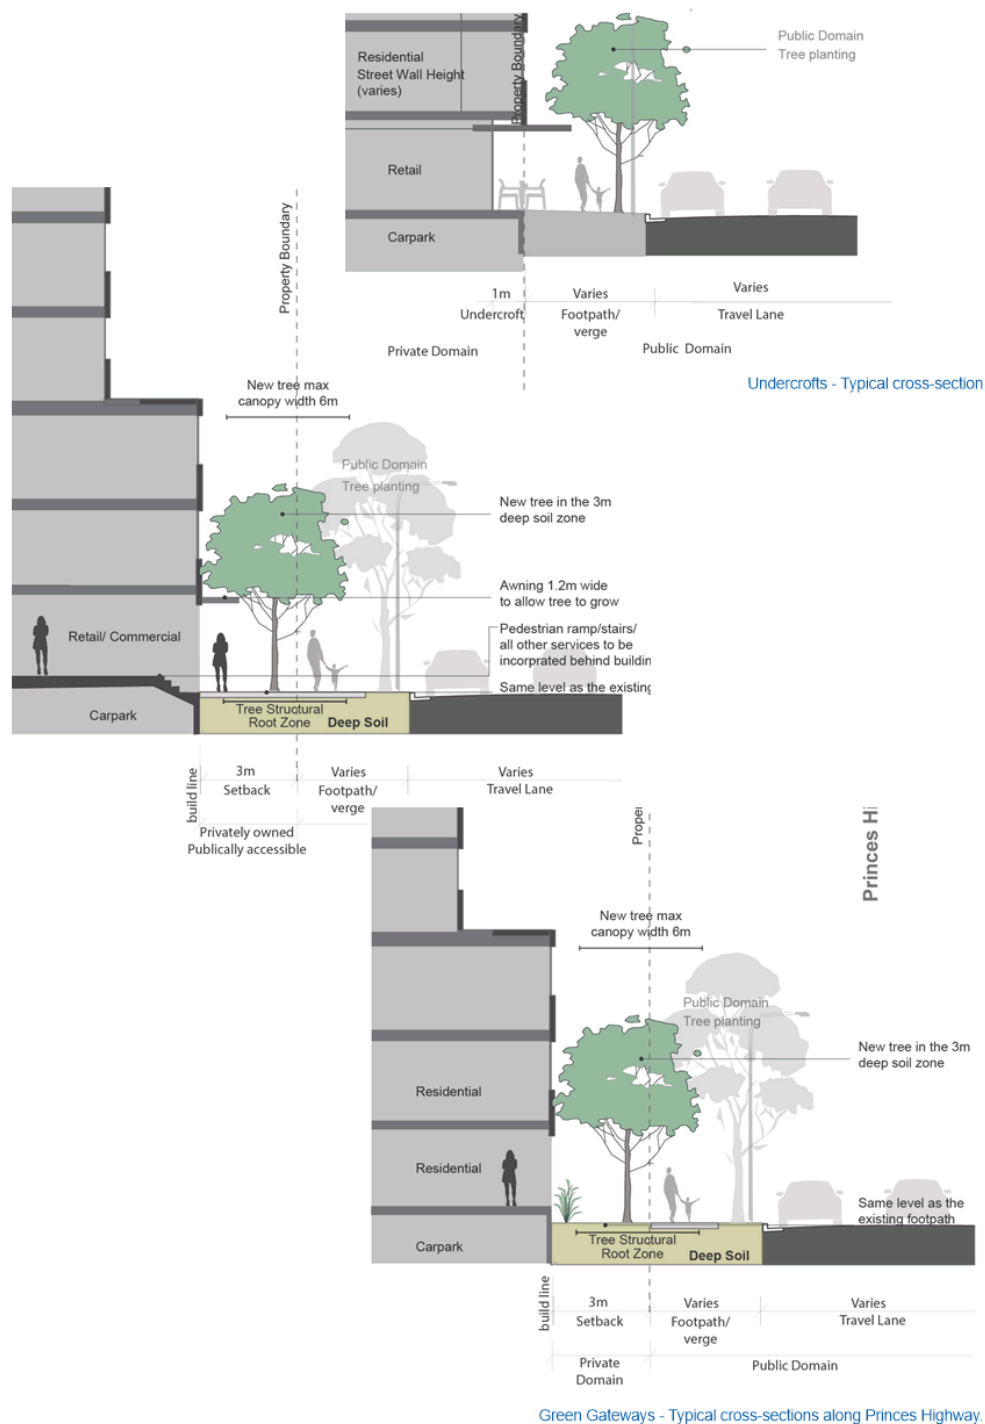 Residential
Street Wall Height
(varies)
Property Boundary
Public Domain
Tree planting
Retail
Carpark
1m
Undercroft
Varies
Footpath/
verge
Varies
Travel Lane
Private Domain
Public Domain
Undercrofts - Typical cross-section
Property Boundary
New tree max
canopy width 6m
Public Domain
Tree planting
New tree in the 3m
deep soil zone
Awning 1.2m wide
to allow tree to grow
Pedestrian ramp/stairs/
all other services to be
incorprated behind buildin
Same level as the existing
Retail/ Commercial
Carpark
Tree Structural
Root Zone
Deep Soil
build line
3m
Setback
Varies
Footpath/
verge
Varies
Travel Lane
Privately owned
Publically accessible
Proper
Princes Hi
New tree max
canopy width 6m
Public Domain
Tree planting
New tree in the 3m
deep soil zone
Residential
Residential
Carpark
Same level as the
existing footpath
Tree Structural
Root Zone
Deep Soil
build line
3m
Setback
Varies
Footpath/
verge
Varies
Travel Lane
Private
Domain
Public Domain
Green Gateways - Typical cross-sections along Princes Highway.